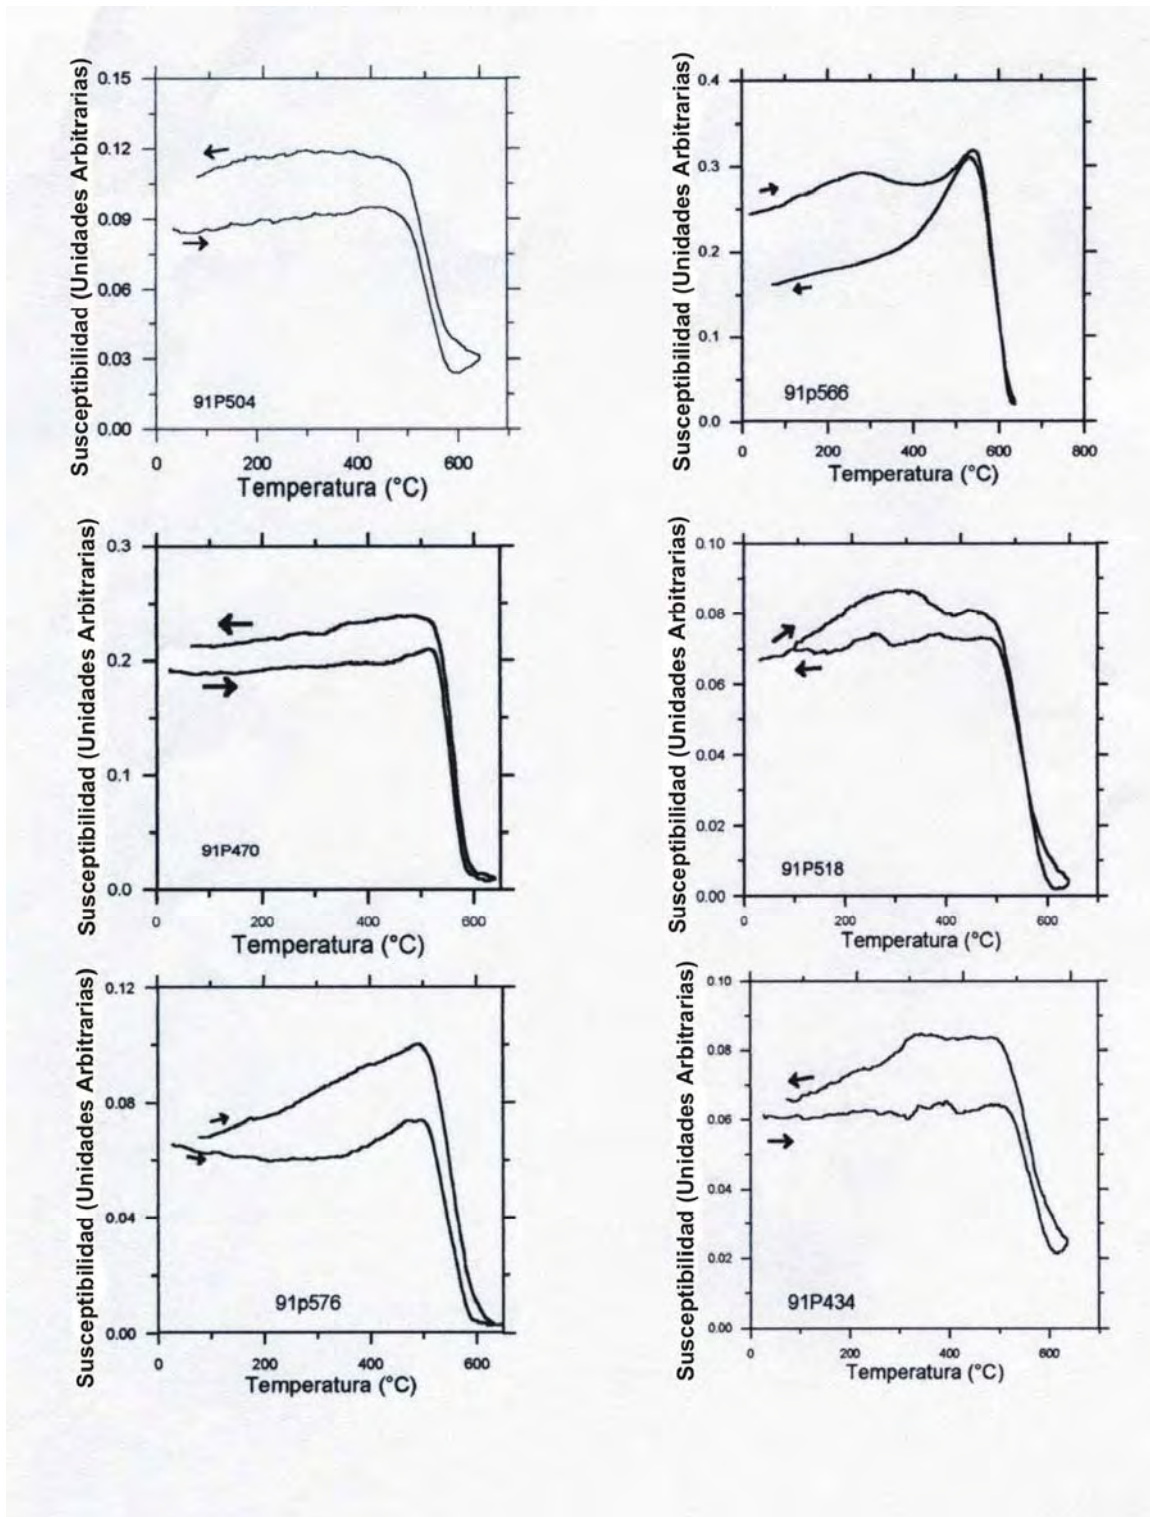 Susceptibilidad (Unidades Arbitrarias)
0.15
0.12
0.09
0.06
0.03
0.00
91P504
0 200 400 600
Temperatura (°C)
Susceptibilidad (Unidades Arbitrarias)
0.4
0.3
0.2
0.1
0.0
91p566
0 200 400 600 800
Temperatura (°C)
Susceptibilidad (Unidades Arbitrarias)
0.3
0.2
0.1
0.0
91P470
0 200 400 600
Temperatura (°C)
Susceptibilidad (Unidades Arbitrarias)
0.10
0.08
0.06
0.04
0.02
0.00
91P518
0 200 400 600
Temperatura (°C)
Susceptibilidad (Unidades Arbitrarias)
0.12
0.08
0.04
0.00
91p576
0 200 400 600
Temperatura (°C)
Susceptibilidad (Unidades Arbitrarias)
0.10
0.08
0.06
0.04
0.02
0.00
91P434
0 200 400 600
Temperatura (°C)